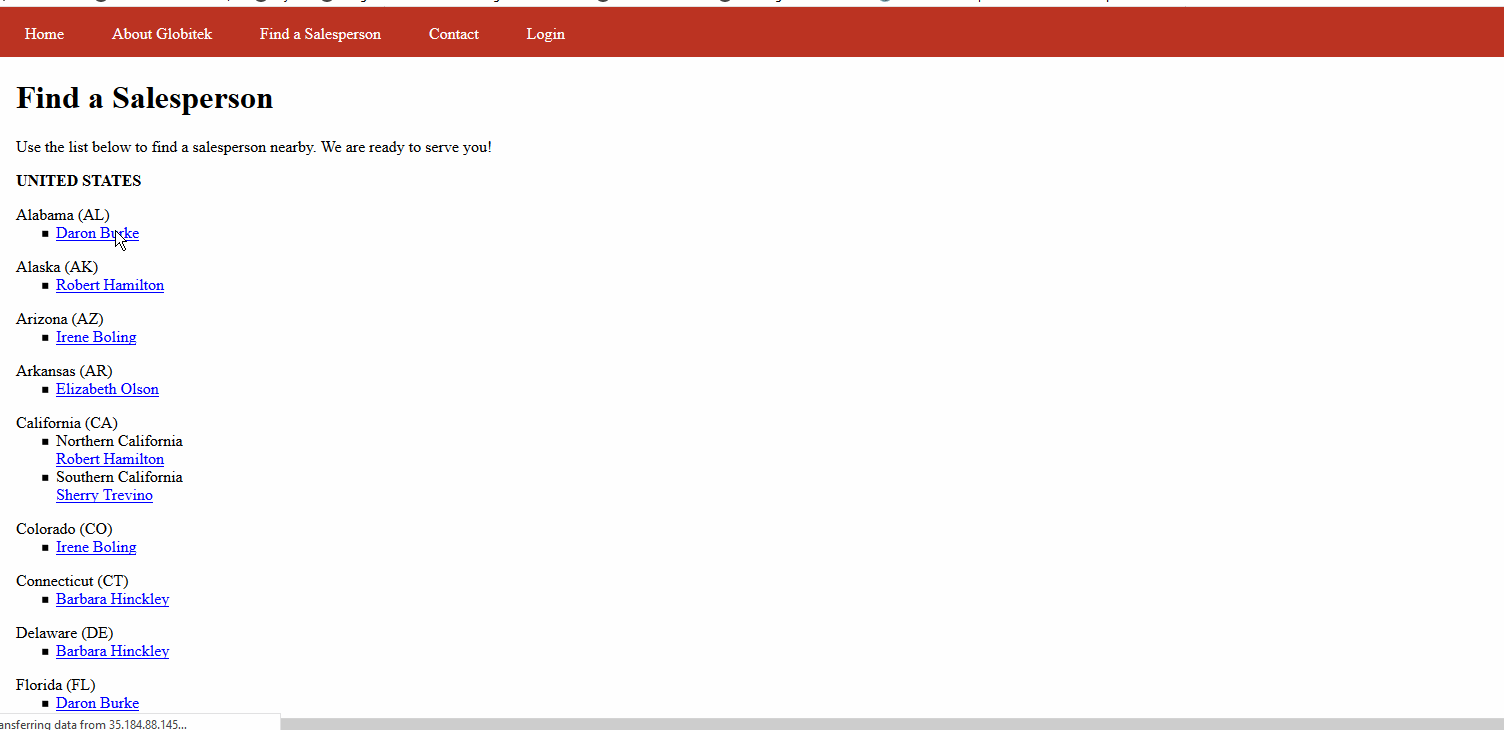 Home About Globitek Find a Salesperson Contact Login
Find a Salesperson
Use the list below to find a salesperson nearby. We are ready to serve you!
UNITED STATES
Alabama (AL)
Daron Burke
Alaska (AK)
Robert Hamilton
Arizona (AZ)
Irene Boling
Arkansas (AR)
Elizabeth Olson
California (CA)
Northern California
Robert Hamilton
Southern California
Sherry Trevino
Colorado (CO)
Irene Boling
Connecticut (CT)
Barbara Hinckley
Delaware (DE)
Barbara Hinckley
Florida (FL)
Daron Burke
ansferring data from 35.184.88.145...